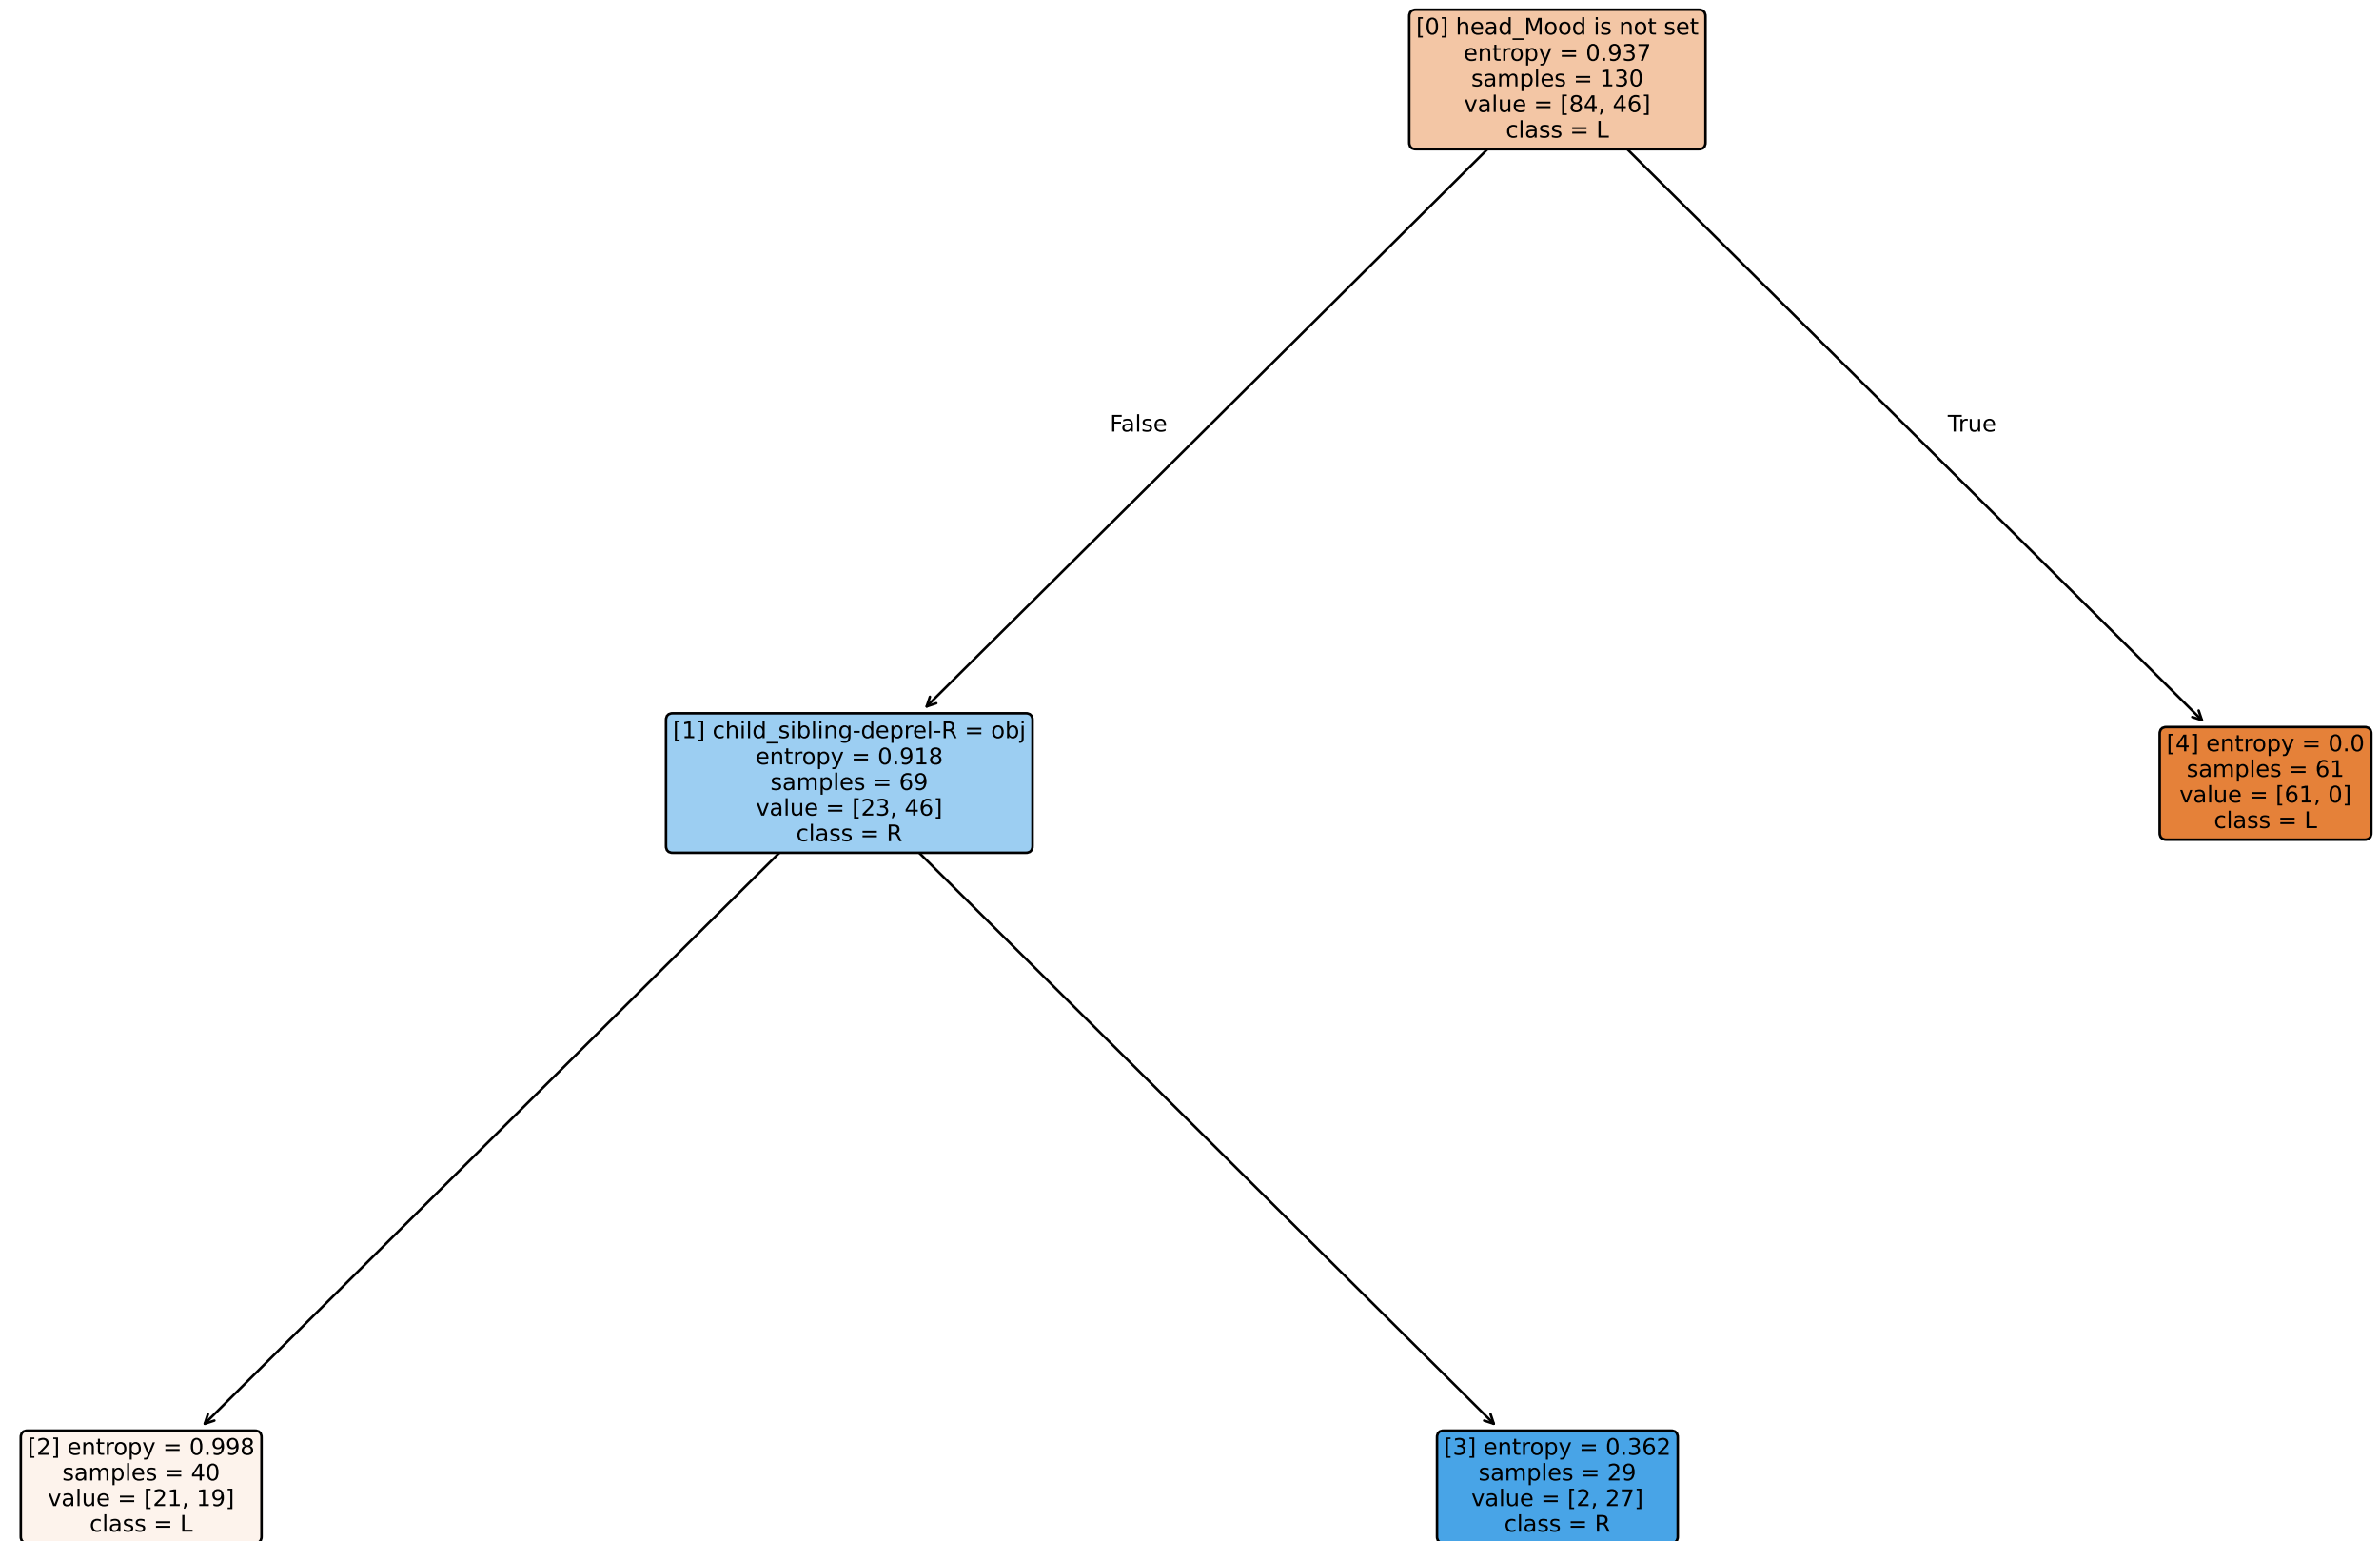 [0] head_Mood is not set
entropy = 0.937
samples = 130
value = [84, 46]
class = L
False
True
[1] child_sibling-deprel-R = obj
entropy = 0.918
samples = 69
value = [23, 46]
class = R
[4] entropy = 0.0
samples = 61
value = [61, 0]
class = L
[2] entropy = 0.998
samples = 40
value = [21, 19]
class = L
[3] entropy = 0.362
samples = 29
value = [2, 27]
class = R